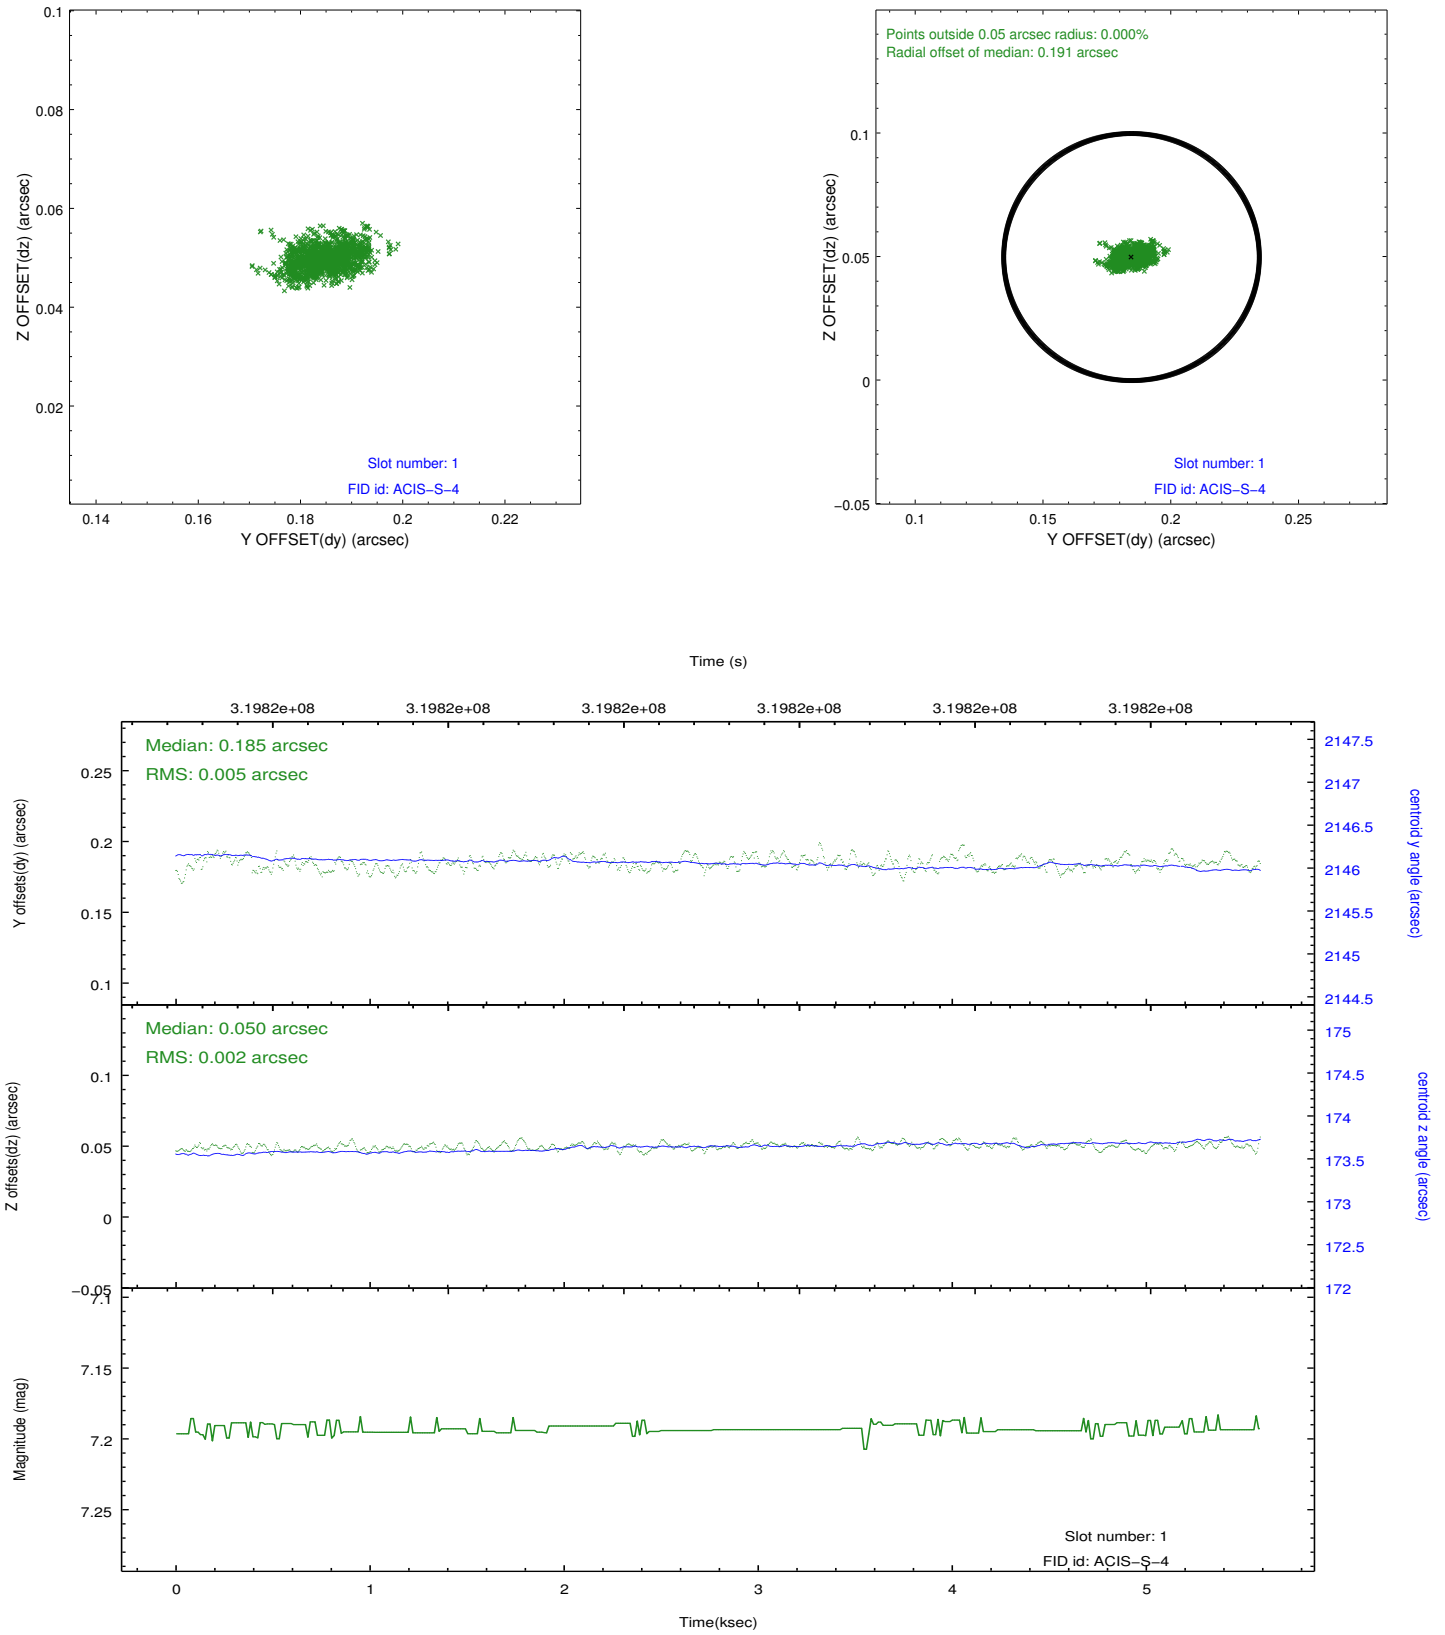 0.1
0.08
0.06
0.04
0.02
Z OFFSET(dz) (arcsec)
Slot number: 1
FID id: ACIS−S−4
0.14 0.16 0.18 0.2 0.22
Y OFFSET(dy) (arcsec)
Points outside 0.05 arcsec radius: 0.000%
Radial offset of median: 0.191 arcsec
0.1
0.05
0
−0.05
Z OFFSET(dz) (arcsec)
Slot number: 1
FID id: ACIS−S−4
0.1 0.15 0.2 0.25
Y OFFSET(dy) (arcsec)
Time (s)
3.1982e+08 3.1982e+08 3.1982e+08 3.1982e+08 3.1982e+08 3.1982e+08
Median: 0.185 arcsec
RMS: 0.005 arcsec
0.25
0.2
0.15
0.1
Y offsets(dy) (arcsec)
2147.5
2147
2146.5
2146
2145.5
2145
2144.5
centroid y angle (arcsec)
Median: 0.050 arcsec
RMS: 0.002 arcsec
0.1
0.05
0
−0.05
Z offsets(dz) (arcsec)
175
174.5
174
173.5
173
172.5
172
centroid z angle (arcsec)
7.1
7.15
7.2
7.25
Magnitude (mag)
Slot number: 1
FID id: ACIS−S−4
0 1 2 3 4 5
Time(ksec)